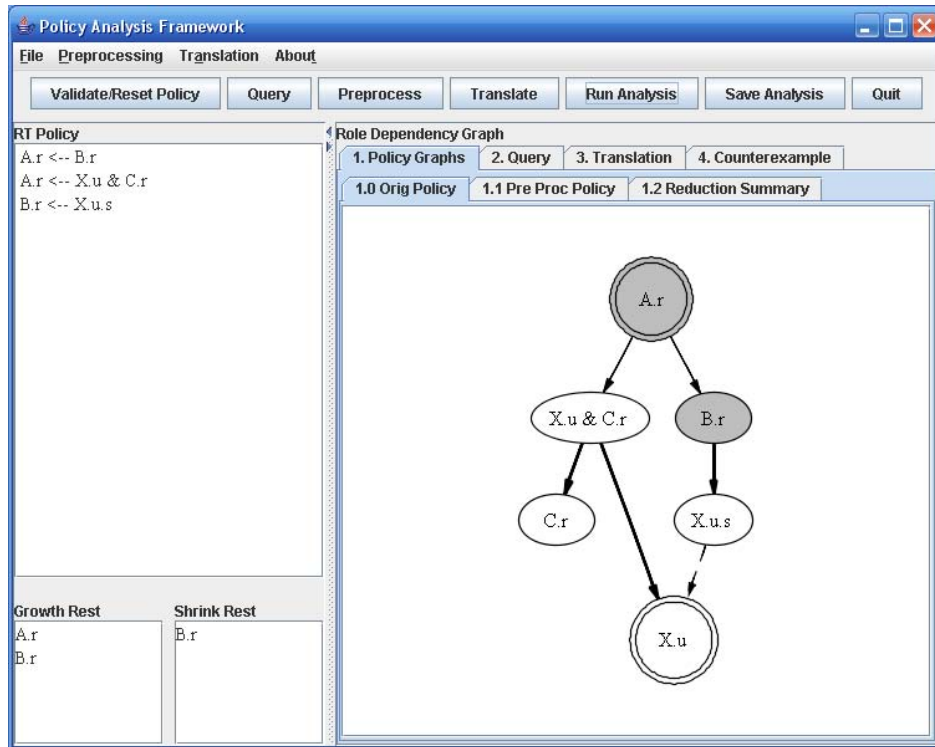 Policy Analysis Framework
File Preprocessing Translation About
Validate/Reset Policy Query Preprocess Translate Run Analysis Save Analysis Quit
RT Policy
A.r <-- B.r
A.r <-- X.u & C.r
B.r <-- X.u.s
Growth Rest
A.r
B.r
Shrink Rest
B.r
Role Dependency Graph
1. Policy Graphs 2. Query 3. Translation 4. Counterexample
1.0 Orig Policy 1.1 Pre Proc Policy 1.2 Reduction Summary
A.r
X.u & C.r B.r
C.r X.u.s
X.u